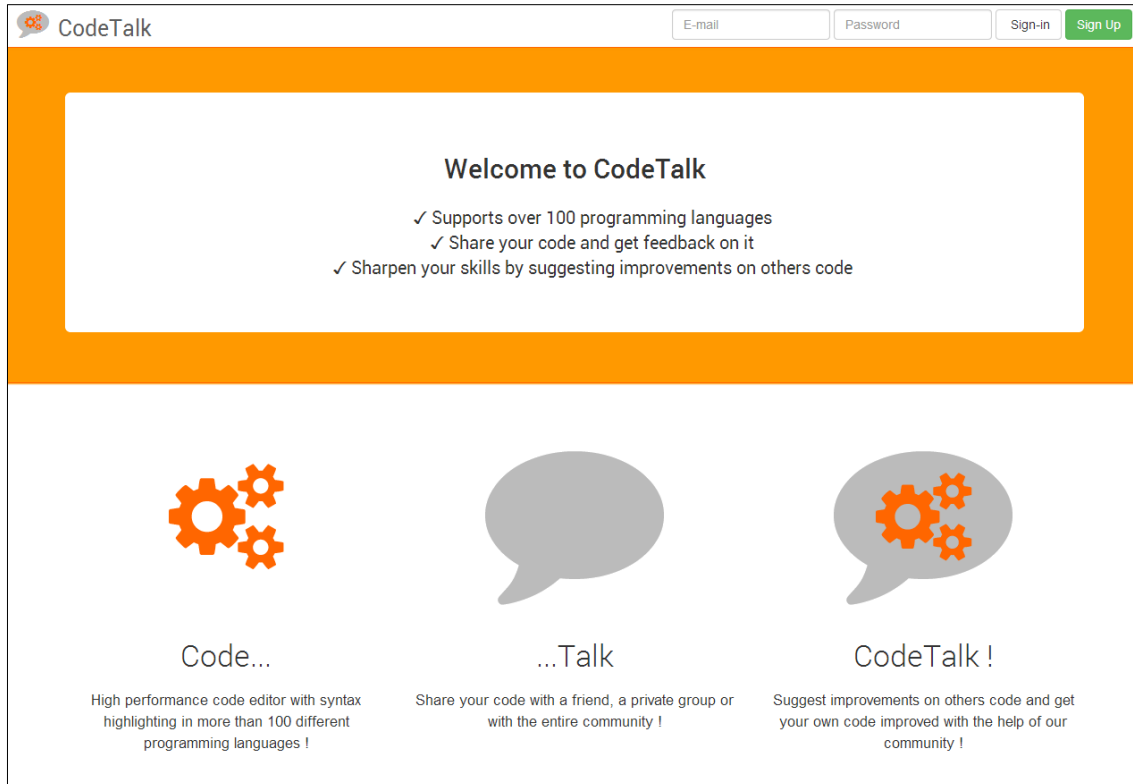 CodeTalk
E-mail
Password
Sign-in
Sign Up
Welcome to CodeTalk
✓ Supports over 100 programming languages
✓ Share your code and get feedback on it
✓ Sharpen your skills by suggesting improvements on others code
Code...
High performance code editor with syntax
highlighting in more than 100 different
programming languages !
...Talk
Share your code with a friend, a private group or
with the entire community !
CodeTalk !
Suggest improvements on others code and get
your own code improved with the help of our
community !